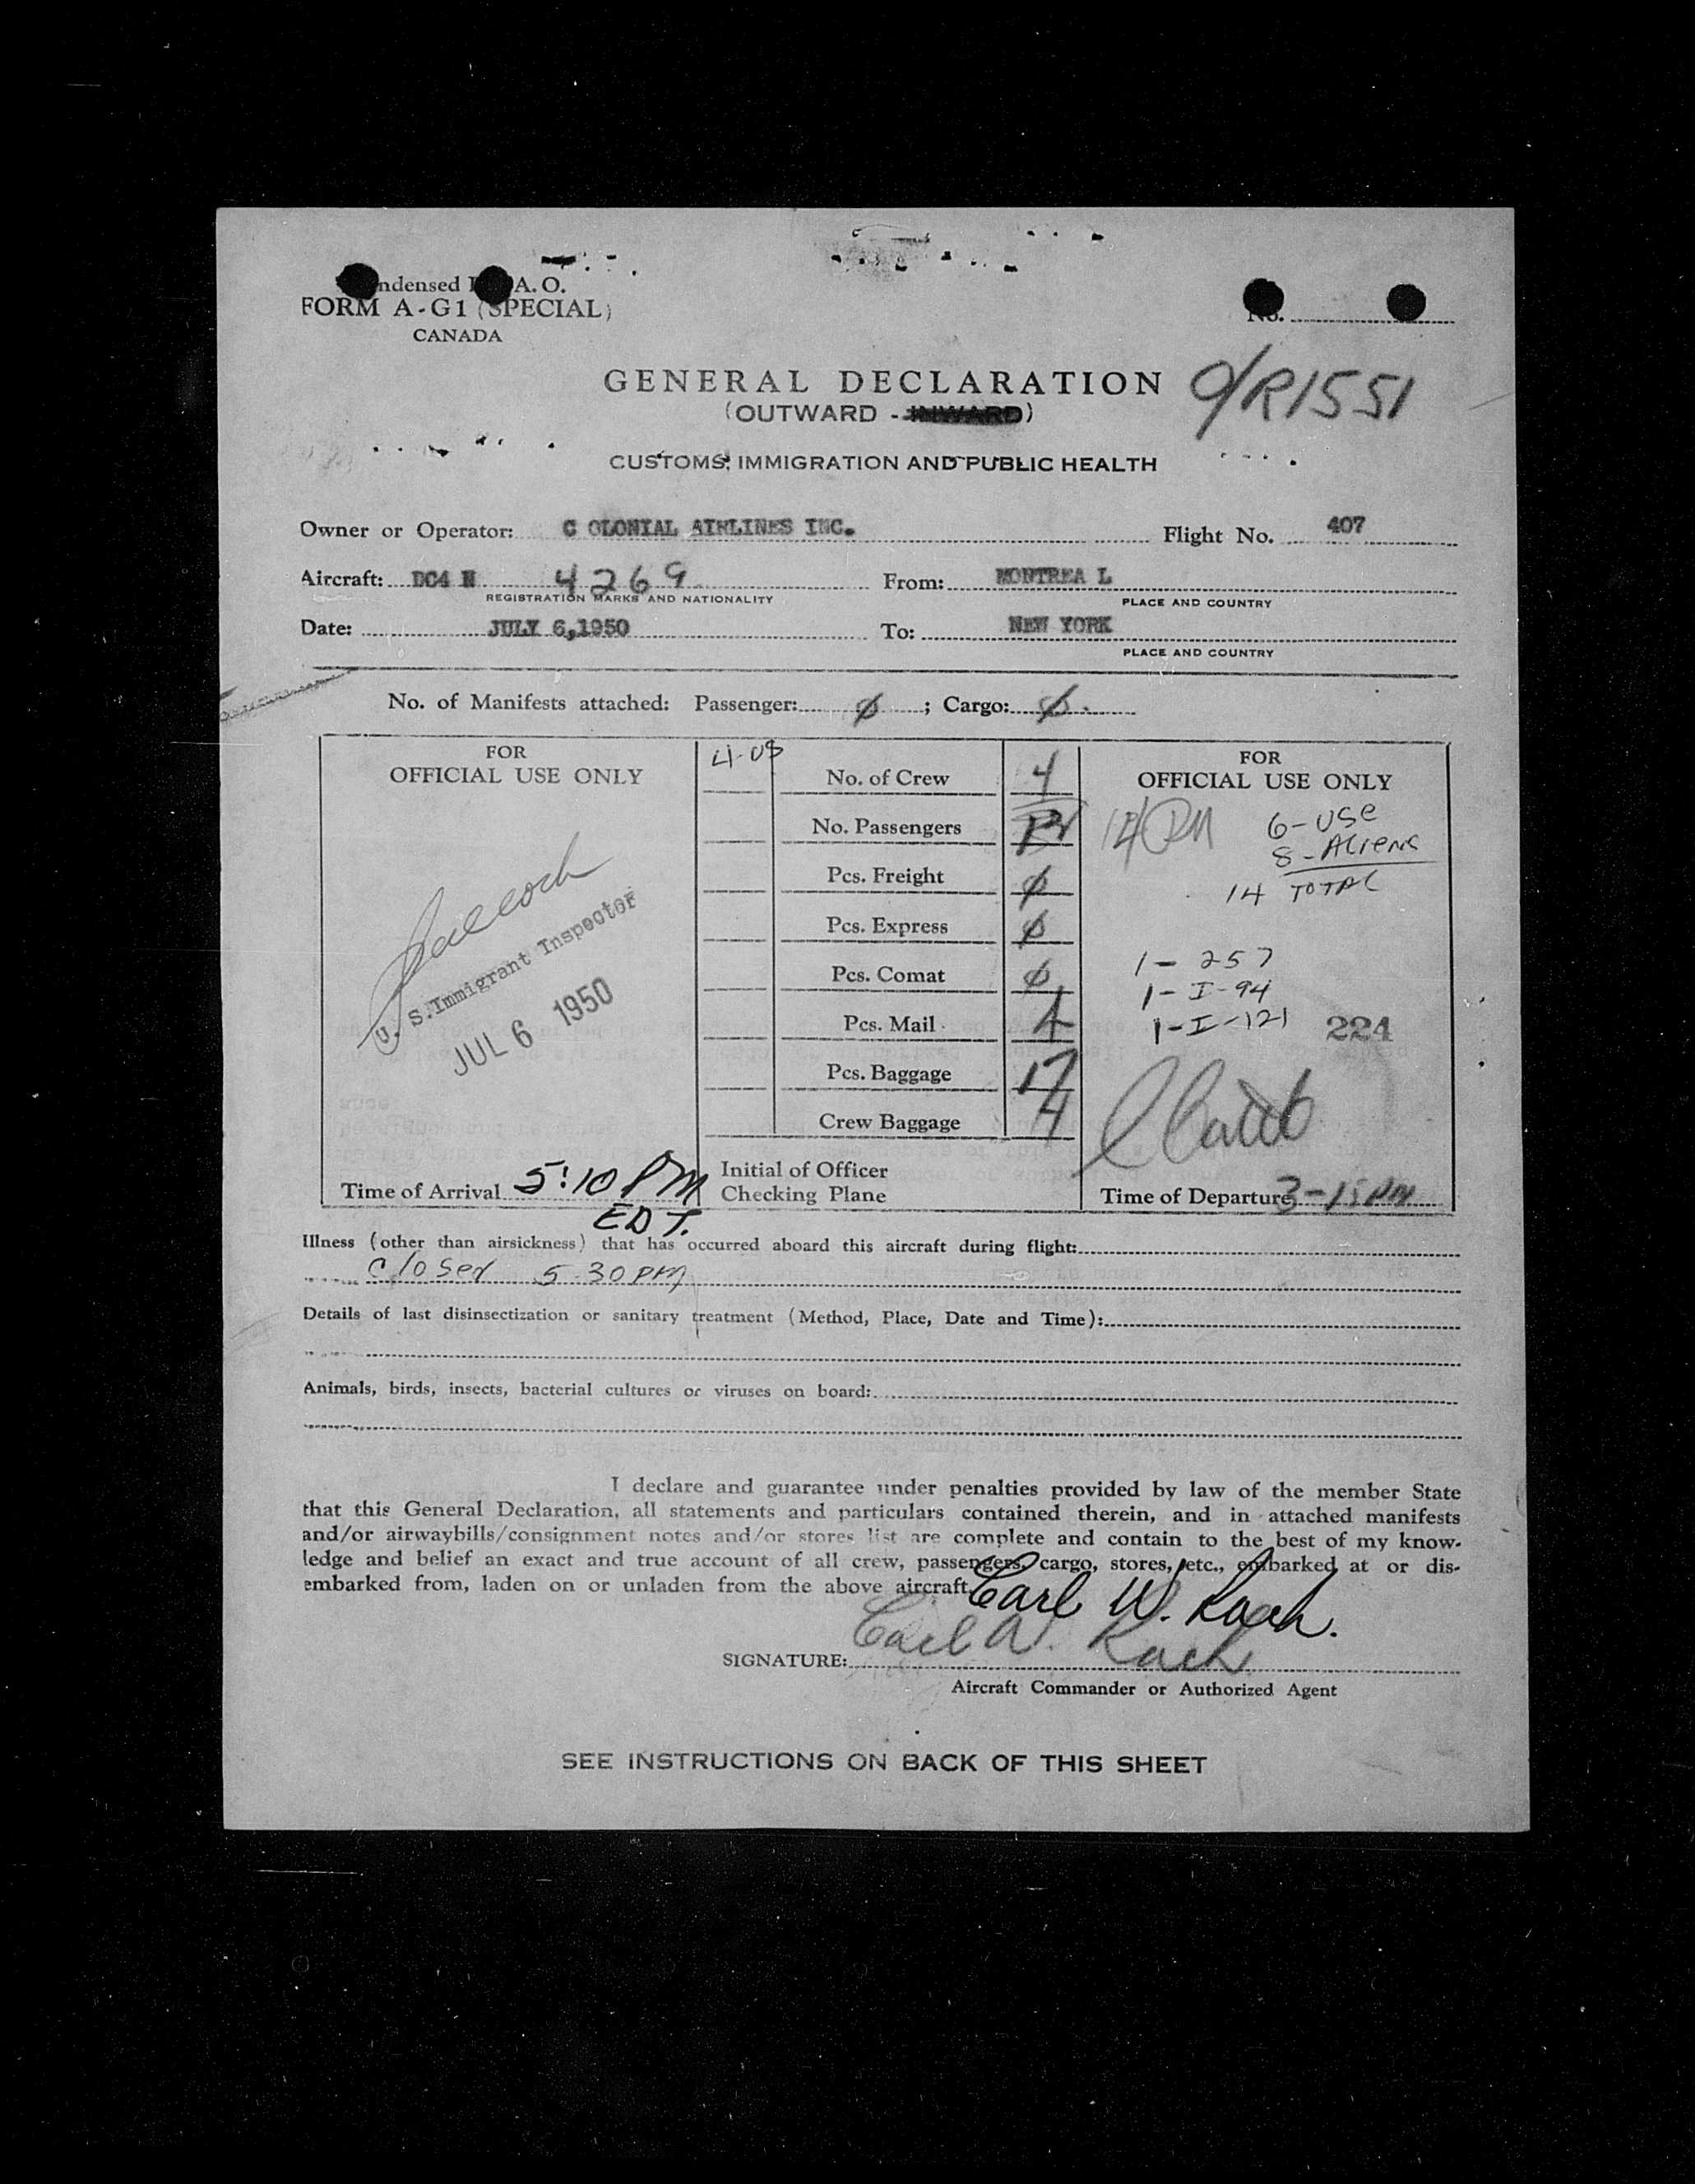 ndensed A.O.
FORM A-G1 (SPECIAL)
CANADA
No.
GENERAL DECLARATION
(OUTWARD - INWARD)
O/R1551
CUSTOMS, IMMIGRATION AND PUBLIC HEALTH
Owner or Operator: C OLONIAL AIRLINES INC. Flight No. 407
Aircraft: DC4 N 4269 From: MONTREA L
REGISTRATION MARKS AND NATIONALITY PLACE AND COUNTRY
Date: JULY 6,1950 To: NEW YORK
PLACE AND COUNTRY
No. of Manifests attached: Passenger: ø ; Cargo: ø.
FOR
OFFICIAL USE ONLY
U. S. Immigrant Inspector
JUL 6 1950
Time of Arrival 5:10 PM
EDT.
4-US
No. of Crew 4
No. Passengers
Pcs. Freight ø
Pcs. Express ø
Pcs. Comat ø
Pcs. Mail 4
Pcs. Baggage 17
Crew Baggage 4
Initial of Officer
Checking Plane
FOR
OFFICIAL USE ONLY
6-USC
8-Aliens
14 TOTAL
1-257
1-I-94
1-I-121
224
Time of Departure 3-15 PM
Illness (other than airsickness) that has occurred aboard this aircraft during flight:
closed 5.30 PM
Details of last disinsectization or sanitary treatment (Method, Place, Date and Time):
Animals, birds, insects, bacterial cultures or viruses on board:
I declare and guarantee under penalties provided by law of the member State
that this General Declaration, all statements and particulars contained therein, and in attached manifests
and/or airwaybills/consignment notes and/or stores list are complete and contain to the best of my know-
ledge and belief an exact and true account of all crew, passengers, cargo, stores, etc., embarked at or dis-
embarked from, laden on or unladen from the above aircraft.
Carl W. Koch.
SIGNATURE: Carl W. Koch
Aircraft Commander or Authorized Agent
SEE INSTRUCTIONS ON BACK OF THIS SHEET